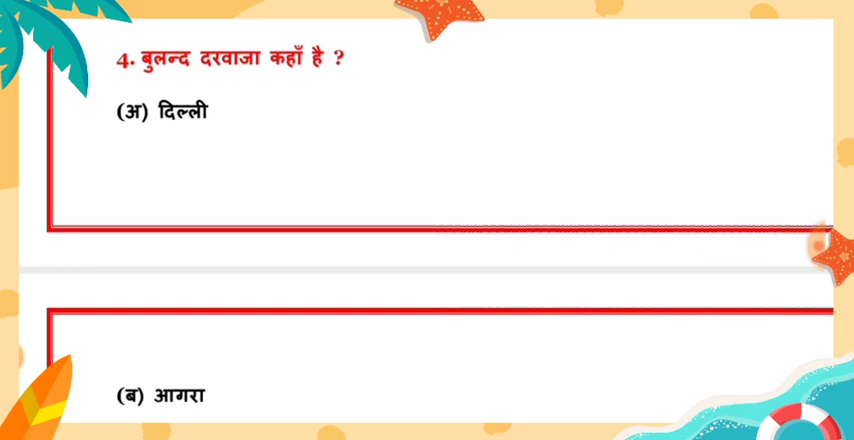 4. बुलन्द दरवाजा कहाँ है ?
(अ) दिल्ली
(ब) आगरा